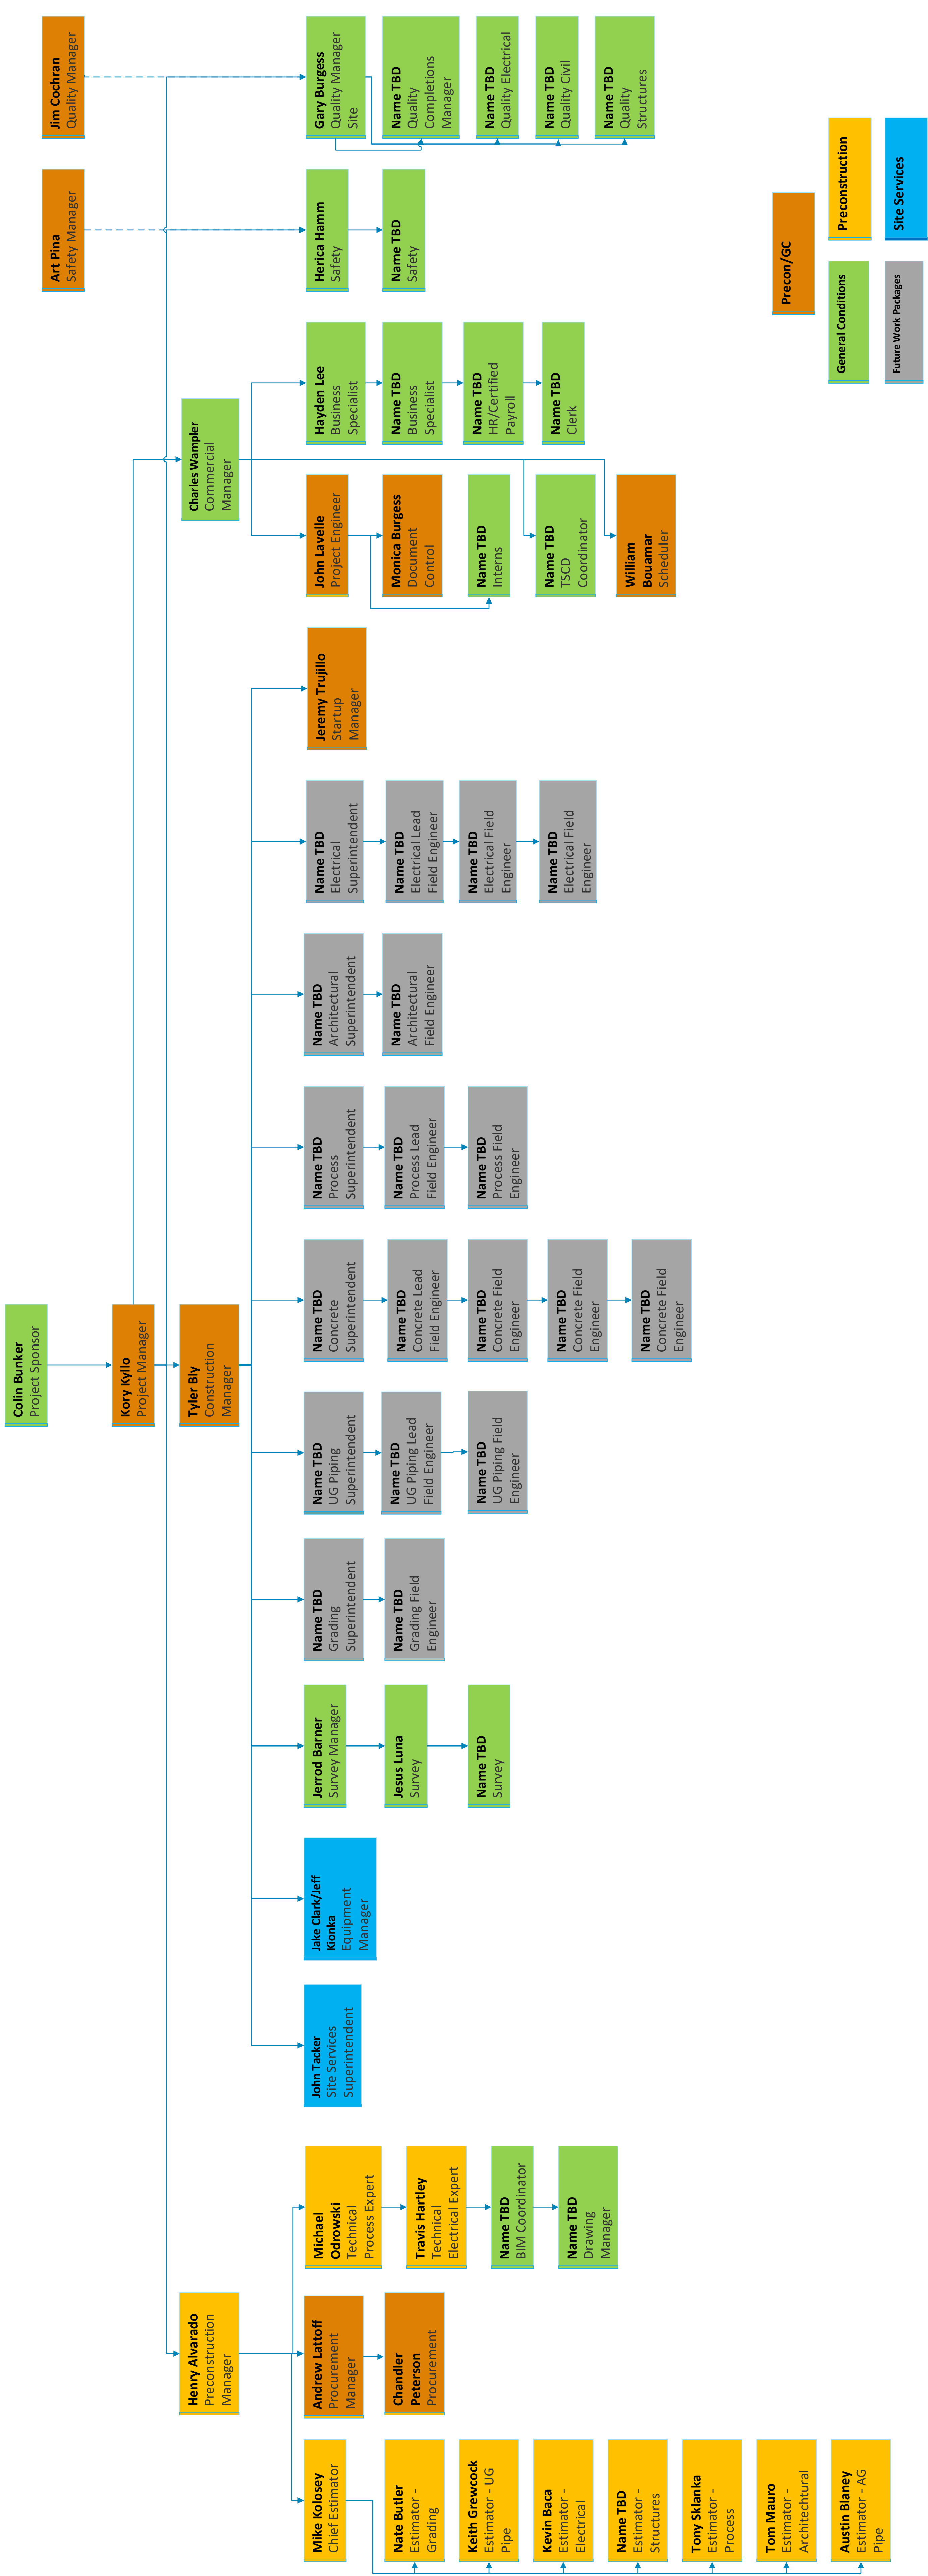 Colin Bunker
Project Sponsor
Jim Cochran
Quality Manager
Art Pina
Safety Manager
Kory Kyllo
Project Manager
Tyler Bly
Construction
Manager
Charles Wampler
Commercial
Manager
Henry Alvarado
Preconstruction
Manager
Mike Kolosey
Chief Estimator
Nate Butler
Estimator -
Grading
Keith Grewcock
Estimator - UG
Pipe
Kevin Baca
Estimator -
Electrical
Name TBD
Estimator -
Structures
Tony Sklanka
Estimator -
Process
Tom Mauro
Estimator -
Architechtural
Austin Blaney
Estimator - AG
Pipe
Andrew Lattoff
Procurement
Manager
Chandler
Peterson
Procurement
Michael
Odrowski
Technical
Process Expert
Travis Hartley
Technical
Electrical Expert
Name TBD
BIM Coordinator
Name TBD
Drawing
Manager
John Tacker
Site Services
Superintendent
Jake Clark/Jeff
Kionka
Equipment
Manager
Jerrod Barner
Survey Manager
Jesus Luna
Survey
Name TBD
Survey
Name TBD
Grading
Superintendent
Name TBD
Grading Field
Engineer
Name TBD
UG Piping
Superintendent
Name TBD
UG Piping Lead
Field Engineer
Name TBD
UG Piping Field
Engineer
Name TBD
Concrete
Superintendent
Name TBD
Concrete Lead
Field Engineer
Name TBD
Concrete Field
Engineer
Name TBD
Concrete Field
Engineer
Name TBD
Concrete Field
Engineer
Name TBD
Process
Superintendent
Name TBD
Process Lead
Field Engineer
Name TBD
Process Field
Engineer
Name TBD
Architectural
Superintendent
Name TBD
Architectural
Field Engineer
Name TBD
Electrical
Superintendent
Name TBD
Electrical Lead
Field Engineer
Name TBD
Electrical Field
Engineer
Name TBD
Electrical Field
Engineer
Jeremy Trujillo
Startup
Manager
John Lavelle
Project Engineer
Monica Burgess
Document
Control
Name TBD
Interns
Name TBD
TSCD
Coordinator
William
Bouamar
Scheduler
Hayden Lee
Business
Specialist
Name TBD
Business
Specialist
Name TBD
HR/Certified
Payroll
Name TBD
Clerk
Herica Hamm
Safety
Name TBD
Safety
Gary Burgess
Quality Manager
Site
Name TBD
Quality
Completions
Manager
Name TBD
Quality Electrical
Name TBD
Quality Civil
Name TBD
Quality
Structures
Precon/GC
General Conditions
Preconstruction
Future Work Packages
Site Services